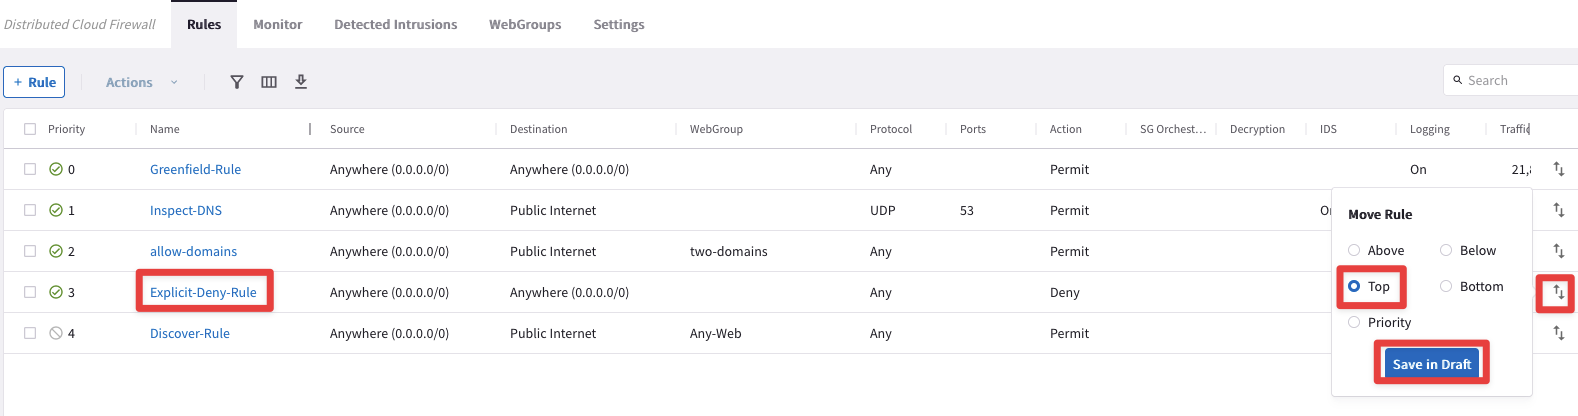 Distributed Cloud Firewall Rules Monitor Detected Intrusions WebGroups Settings
+ Rule Actions Search
Priority Name Source Destination WebGroup Protocol Ports Action SG Orchest... Decryption IDS Logging Traffic
0 Greenfield-Rule Anywhere (0.0.0.0/0) Anywhere (0.0.0.0/0) Any Permit On 21,
1 Inspect-DNS Anywhere (0.0.0.0/0) Public Internet UDP 53 Permit
2 allow-domains Anywhere (0.0.0.0/0) Public Internet two-domains Any Permit
3 Explicit-Deny-Rule Anywhere (0.0.0.0/0) Anywhere (0.0.0.0/0) Any Deny
4 Discover-Rule Anywhere (0.0.0.0/0) Public Internet Any-Web Any Permit
Move Rule
Above Below
Top Bottom
Priority
Save in Draft